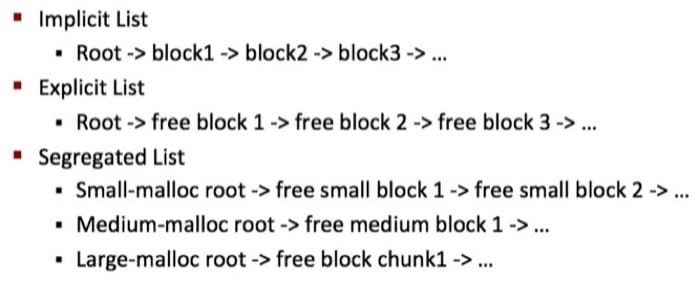 ▪ Implicit List
▪ Root -> block1 -> block2 -> block3 -> ...
▪ Explicit List
▪ Root -> free block 1 -> free block 2 -> free block 3 -> ...
▪ Segregated List
▪ Small-malloc root -> free small block 1 -> free small block 2 -> ...
▪ Medium-malloc root -> free medium block 1 -> ...
▪ Large-malloc root -> free block chunk1 -> ...